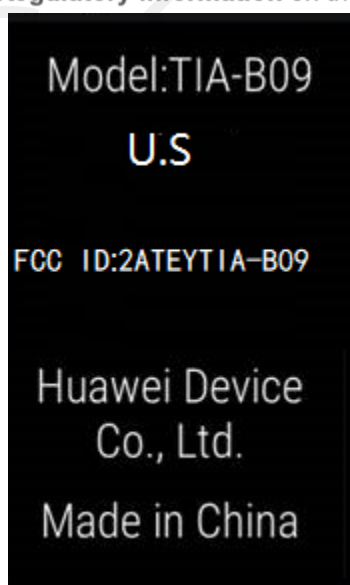 Model:TIA-B09
U.S
FCC ID:2ATEYTIA-B09
Huawei Device
Co., Ltd.
Made in China